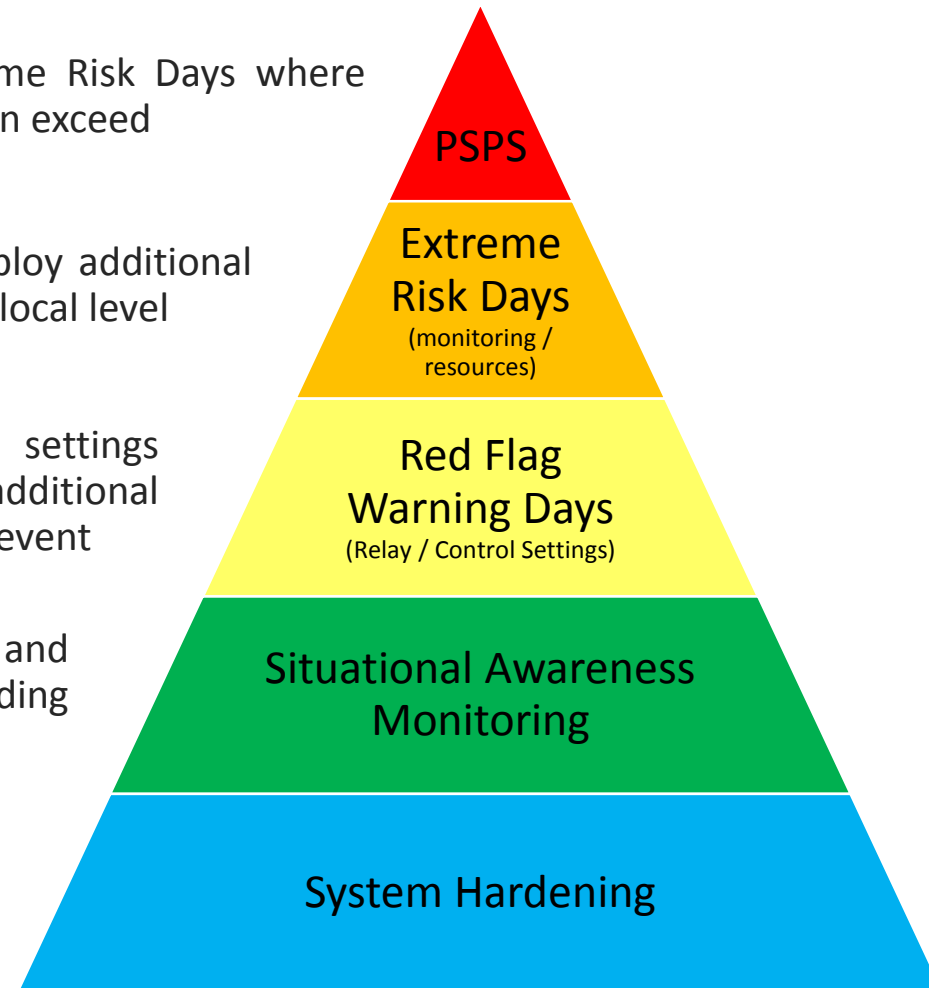 me Risk Days where
n exceed
PSPS
ploy additional
local level
Extreme
Risk Days
(monitoring /
resources)
settings
additional
event
Red Flag
Warning Days
(Relay / Control Settings)
and
ding
Situational Awareness
Monitoring
System Hardening